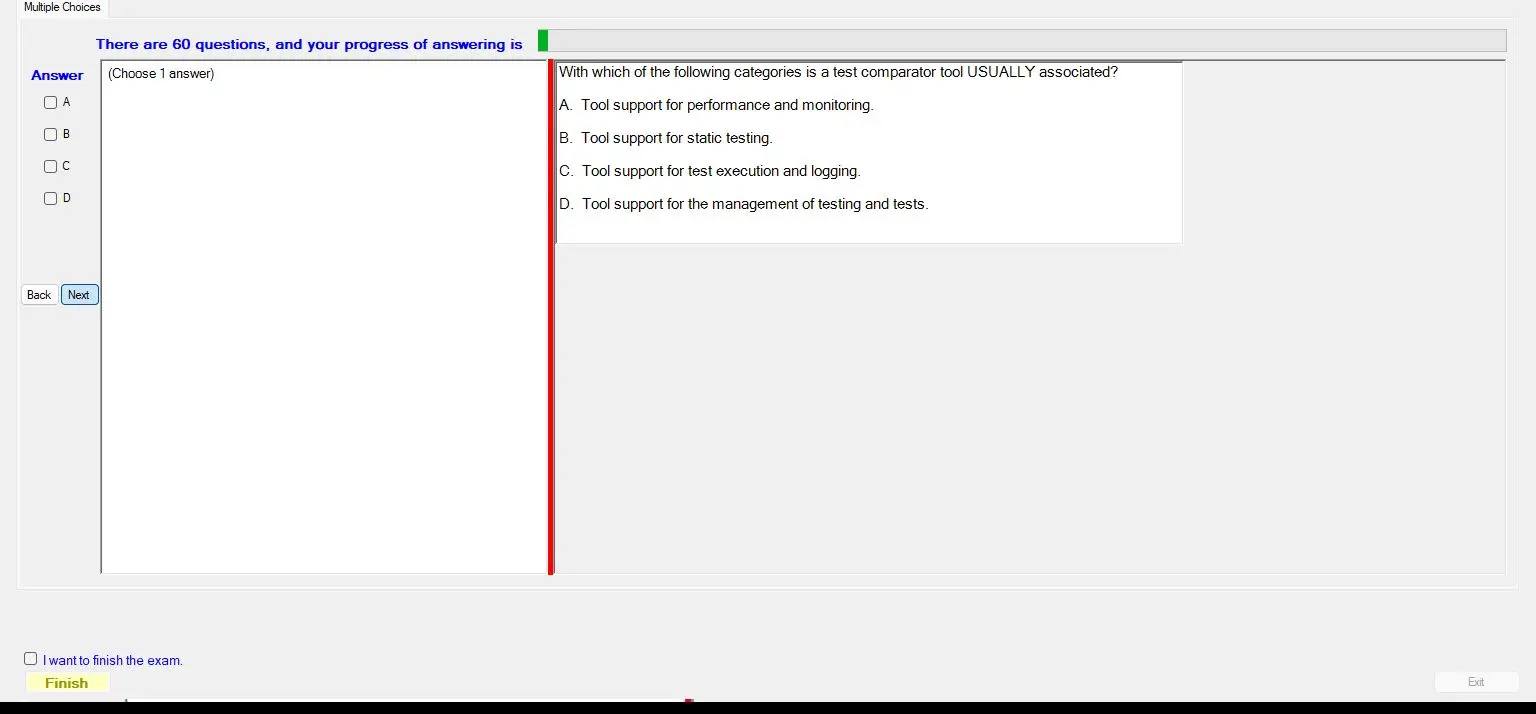 Multiple Choices
There are 60 questions, and your progress of answering is
Answer
A
B
C
D
Back
Next
(Choose 1 answer)
With which of the following categories is a test comparator tool USUALLY associated?
A. Tool support for performance and monitoring.
B. Tool support for static testing.
C. Tool support for test execution and logging.
D. Tool support for the management of testing and tests.
I want to finish the exam.
Finish
Exit